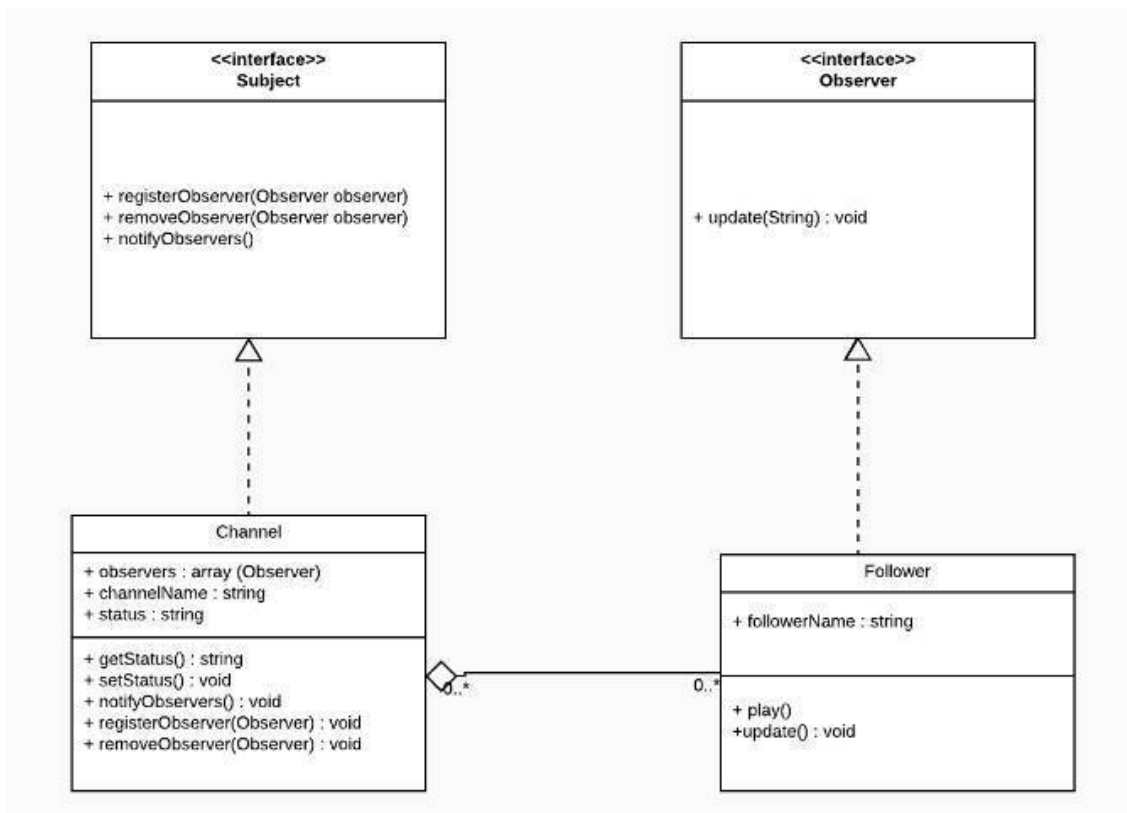 <<interface>>
Subject
+ registerObserver(Observer observer)
+ removeObserver(Observer observer)
+ notifyObservers()
<<interface>>
Observer
+ update(String) : void
Channel
+ observers : array (Observer)
+ channelName : string
+ status : string
+ getStatus() : string
+ setStatus() : void
+ notifyObservers() : void
+ registerObserver(Observer) : void
+ removeObserver(Observer) : void
0..*
0..*
Follower
+ followerName : string
+ play()
+update() : void